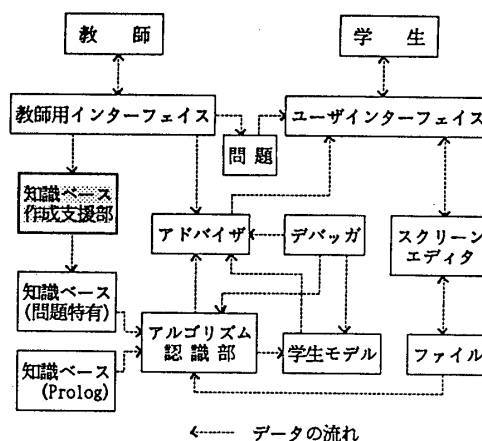 教 師
学 生
教師用インターフェイス
ユーザインターフェイス
問 題
知識ベース
作成支援部
アドバイザ
デバッガ
スクリーン
エディタ
知識ベース
(問題特有)
アルゴリズム
認 識 部
学生モデル
ファイル
知識ベース
(Prolog)
データの流れ